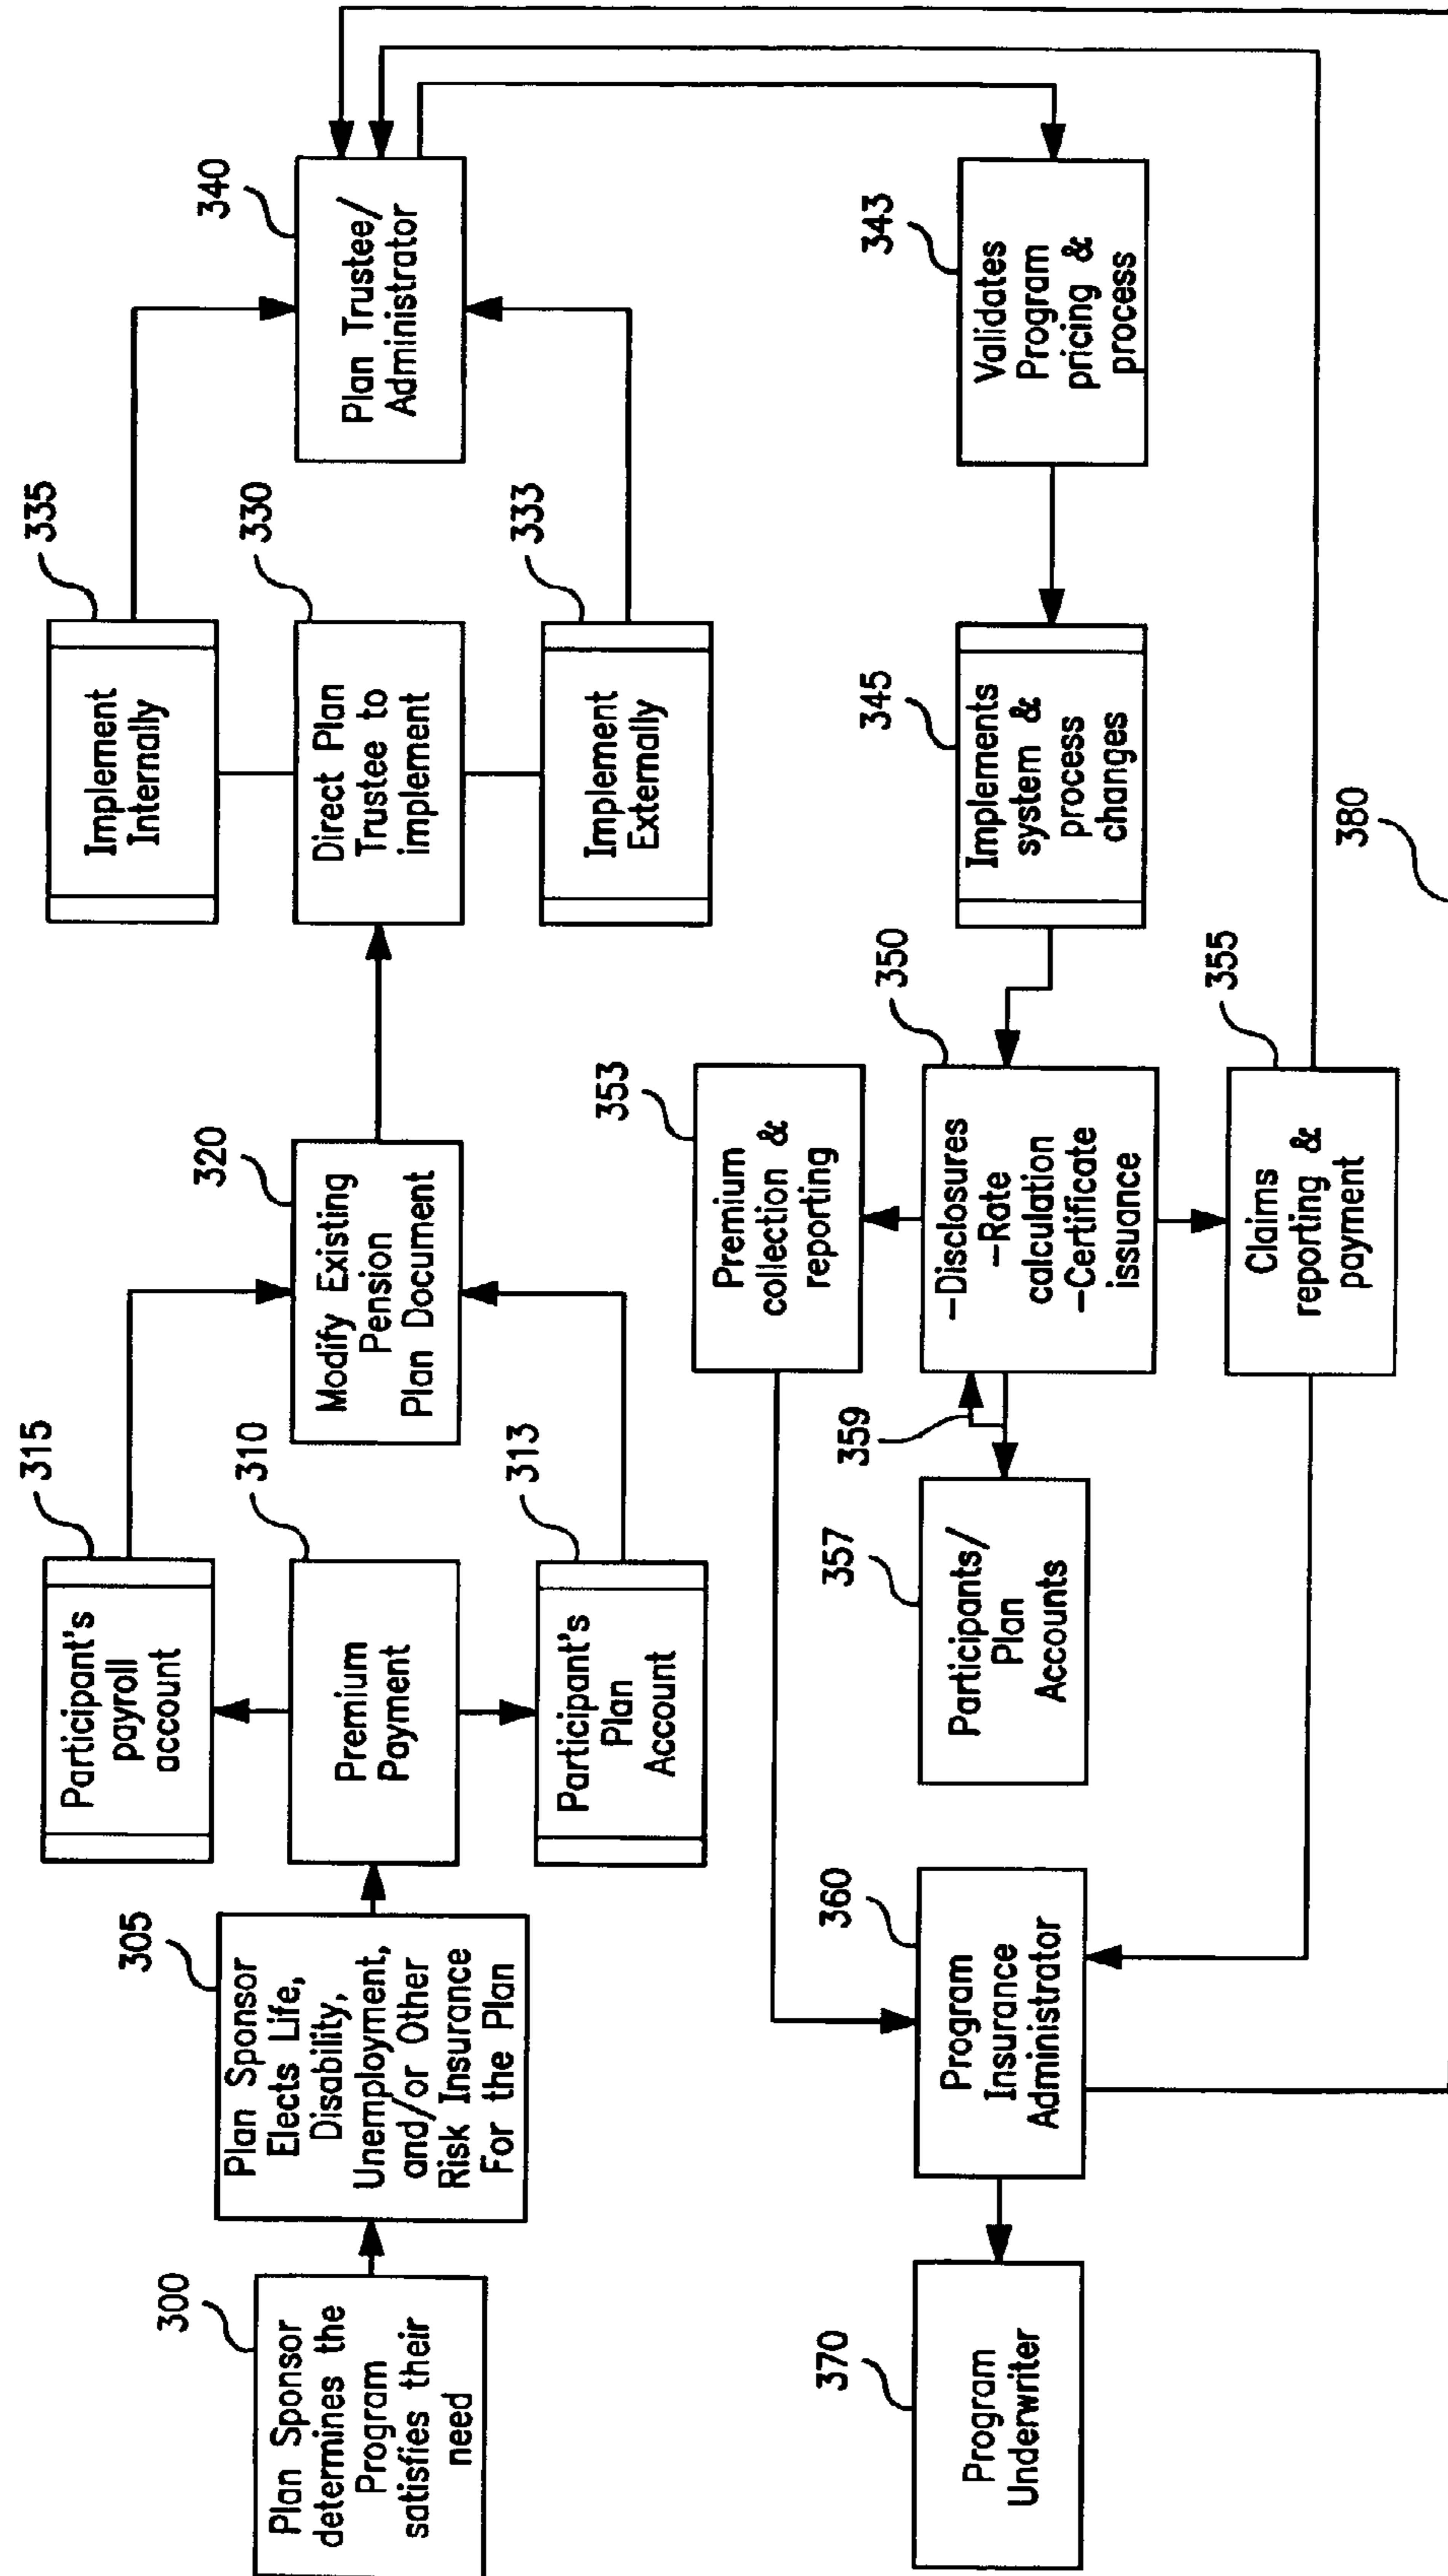 300
Plan Sponsor
determines the
Program
satisfies their
need
305
Plan Sponsor
Elects Life,
Disability,
Unemployment,
and/or Other
Risk Insurance
For the Plan
315
Participant's
payroll
account
310
Premium
Payment
313
Participant's
Plan
Account
320
Modify Existing
Pension
Plan Document
335
Implement
Internally
330
Direct Plan
Trustee to
implement
333
Implement
Externally
340
Plan Trustee/
Administrator
343
Validates
Program
pricing &
process
345
Implements
system &
process
changes
353
Premium
collection &
reporting
350
–Disclosures
–Rate
calculation
–Certificate
issuance
355
Claims
reporting &
payment
359
357
Participants/
Plan
Accounts
360
Program
Insurance
Administrator
370
Program
Underwriter
380